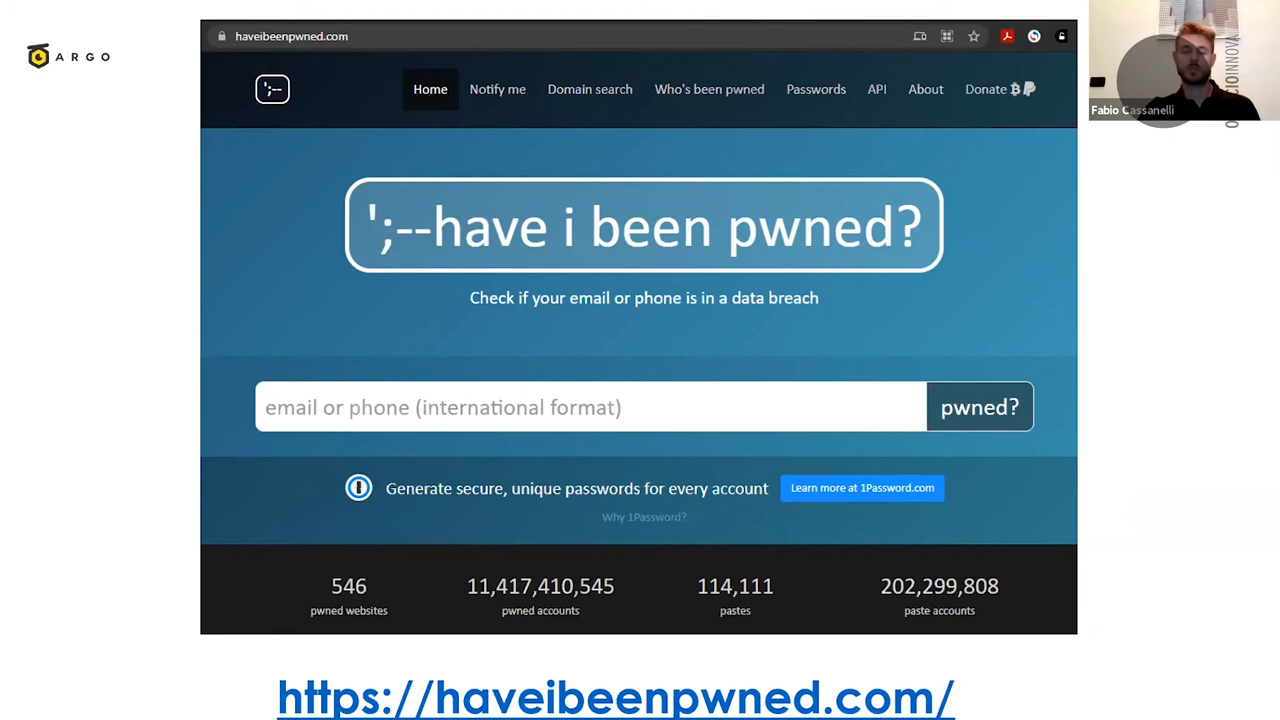 ARGO
haveibeenpwned.com
';--
Home
Notify me
Domain search
Who's been pwned
Passwords
API
About
Donate
Fabio Cassanelli
';--have i been pwned?
Check if your email or phone is in a data breach
email or phone (international format)
pwned?
Generate secure, unique passwords for every account
Learn more at 1Password.com
Why 1Password?
546
pwned websites
11,417,410,545
pwned accounts
114,111
pastes
202,299,808
paste accounts
https://haveibeenpwned.com/